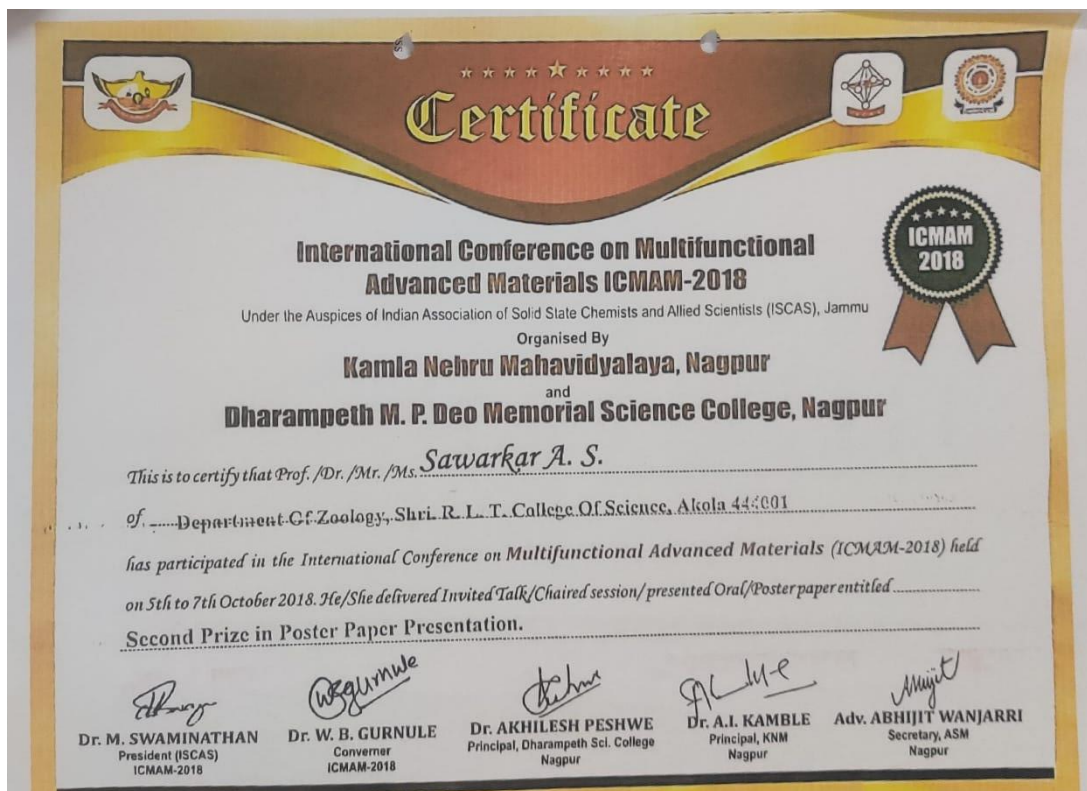 Certificate
International Conference on Multifunctional
Advanced Materials ICMAM-2018
ICMAM
2018
Under the Auspices of Indian Association of Solid State Chemists and Allied Scientists (ISCAS), Jammu
Organised By
Kamla Nehru Mahavidyalaya, Nagpur
and
Dharampeth M. P. Deo Memorial Science College, Nagpur
This is to certify that Prof. /Dr. /Mr. /Ms. Sawarkar A. S.
of Department Of Zoology, Shri. R. L. T. College Of Science, Akola 444001
has participated in the International Conference on Multifunctional Advanced Materials (ICMAM-2018) held
on 5th to 7th October 2018. He/She delivered Invited Talk/Chaired session/ presented Oral/Poster paper entitled
Second Prize in Poster Paper Presentation.
Dr. M. SWAMINATHAN
President (ISCAS)
ICMAM-2018
Dr. W. B. GURNULE
Converner
ICMAM-2018
Dr. AKHILESH PESHWE
Principal, Dharampeth Sci. College
Nagpur
Dr. A.I. KAMBLE
Principal, KNM
Nagpur
Adv. ABHIJIT WANJARRI
Secretary, ASM
Nagpur